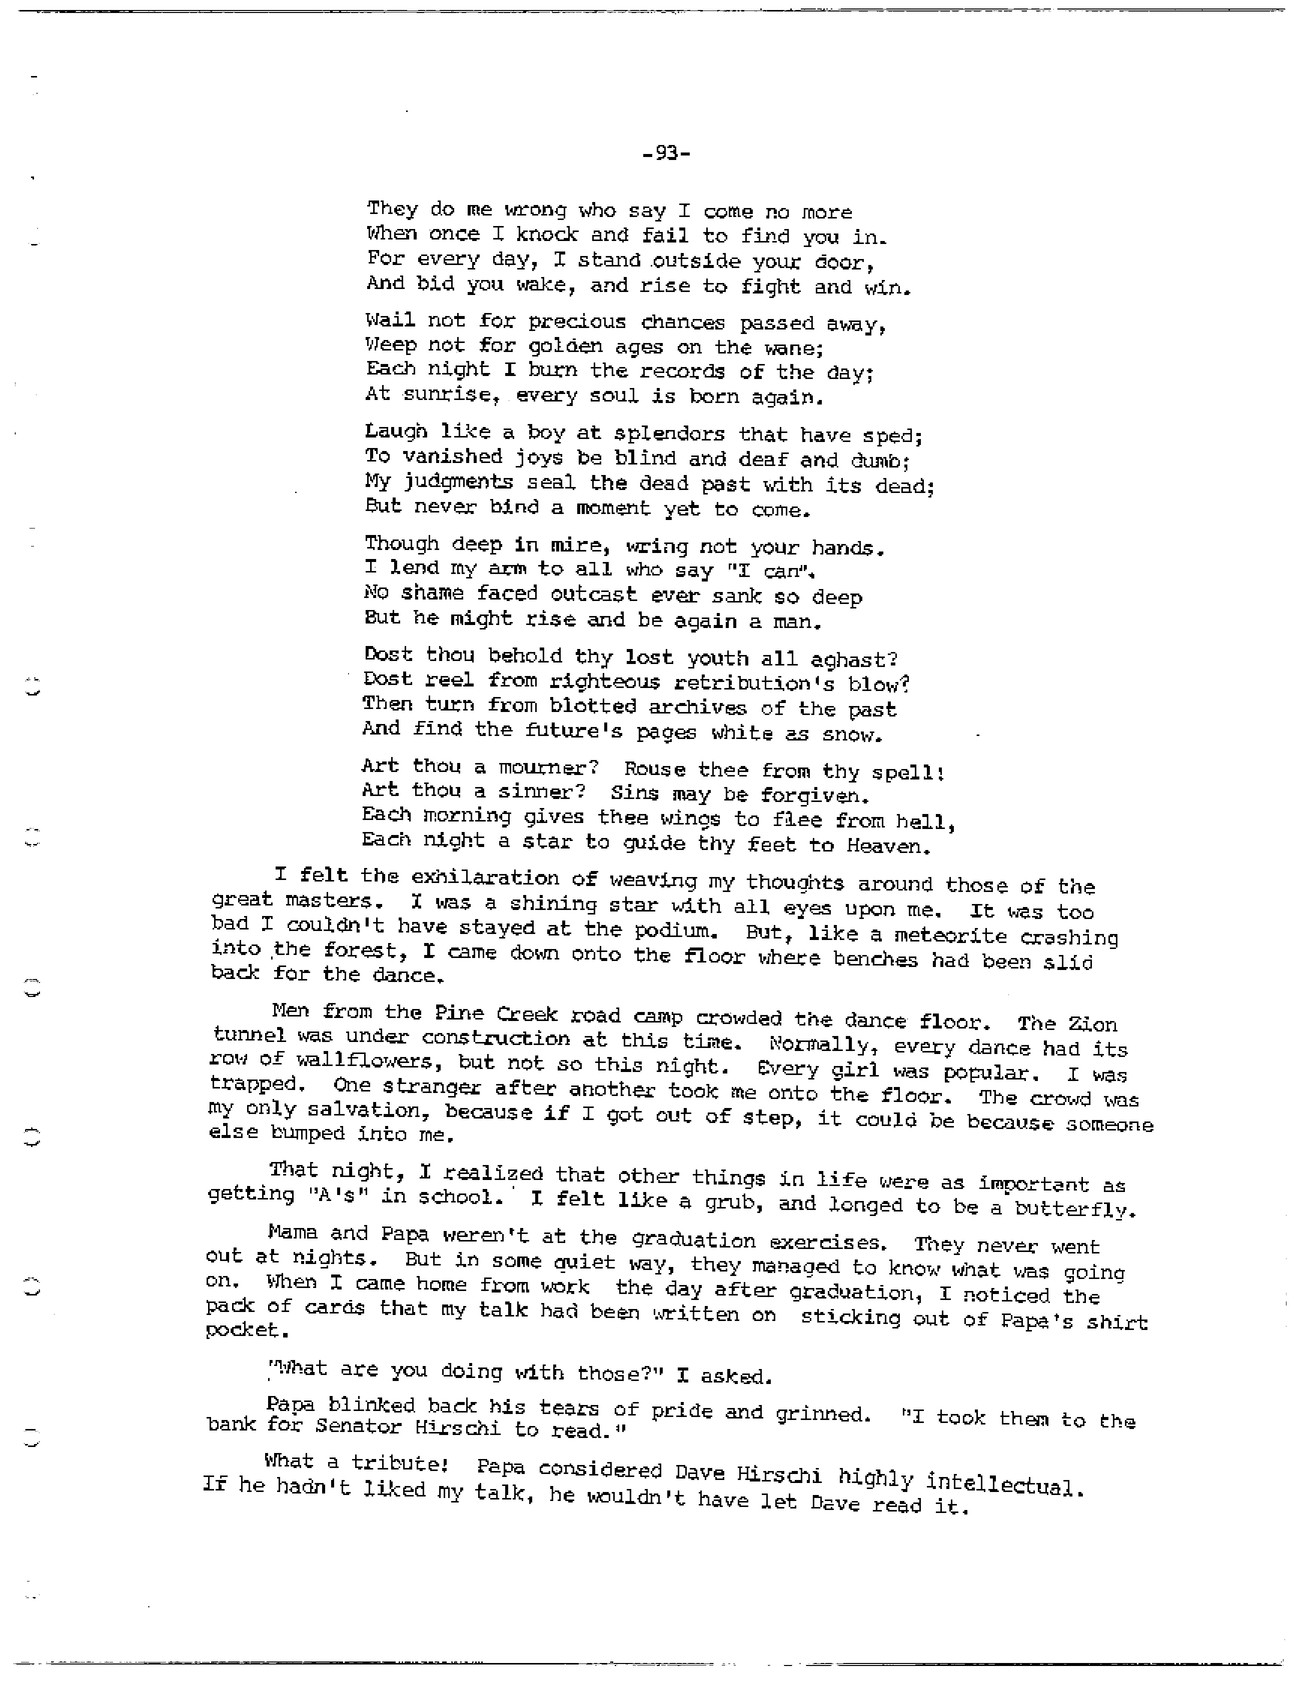 -93-
They do me wrong who say I come no more
When once I knock and fail to find you in.
For every day, I stand outside your door,
And bid you wake, and rise to fight and win.
Wail not for precious chances passed away,
Weep not for golden ages on the wane;
Each night I burn the records of the day;
At sunrise, every soul is born again.
Laugh like a boy at splendors that have sped;
To vanished joys be blind and deaf and dumb;
My judgments seal the dead past with its dead;
But never bind a moment yet to come.
Though deep in mire, wring not your hands.
I lend my arm to all who say "I can".
No shame faced outcast ever sank so deep
But he might rise and be again a man.
Dost thou behold thy lost youth all aghast?
Dost reel from righteous retribution's blow?
Then turn from blotted archives of the past
And find the future's pages white as snow.
Art thou a mourner? Rouse thee from thy spell!
Art thou a sinner? Sins may be forgiven.
Each morning gives thee wings to flee from hell,
Each night a star to guide thy feet to Heaven.
I felt the exhilaration of weaving my thoughts around those of the
great masters. I was a shining star with all eyes upon me. It was too
bad I couldn't have stayed at the podium. But, like a meteorite crashing
into the forest, I came down onto the floor where benches had been slid
back for the dance.
Men from the Pine Creek road camp crowded the dance floor. The Zion
tunnel was under construction at this time. Normally, every dance had its
row of wallflowers, but not so this night. Every girl was popular. I was
trapped. One stranger after another took me onto the floor. The crowd was
my only salvation, because if I got out of step, it could be because someone
else bumped into me.
That night, I realized that other things in life were as important as
getting "A's" in school. I felt like a grub, and longed to be a butterfly.
Mama and Papa weren't at the graduation exercises. They never went
out at nights. But in some quiet way, they managed to know what was going
on. When I came home from work the day after graduation, I noticed the
pack of cards that my talk had been written on sticking out of Papa's shirt
pocket.
"What are you doing with those?" I asked.
Papa blinked back his tears of pride and grinned. "I took them to the
bank for Senator Hirschi to read."
What a tribute! Papa considered Dave Hirschi highly intellectual.
If he hadn't liked my talk, he wouldn't have let Dave read it.